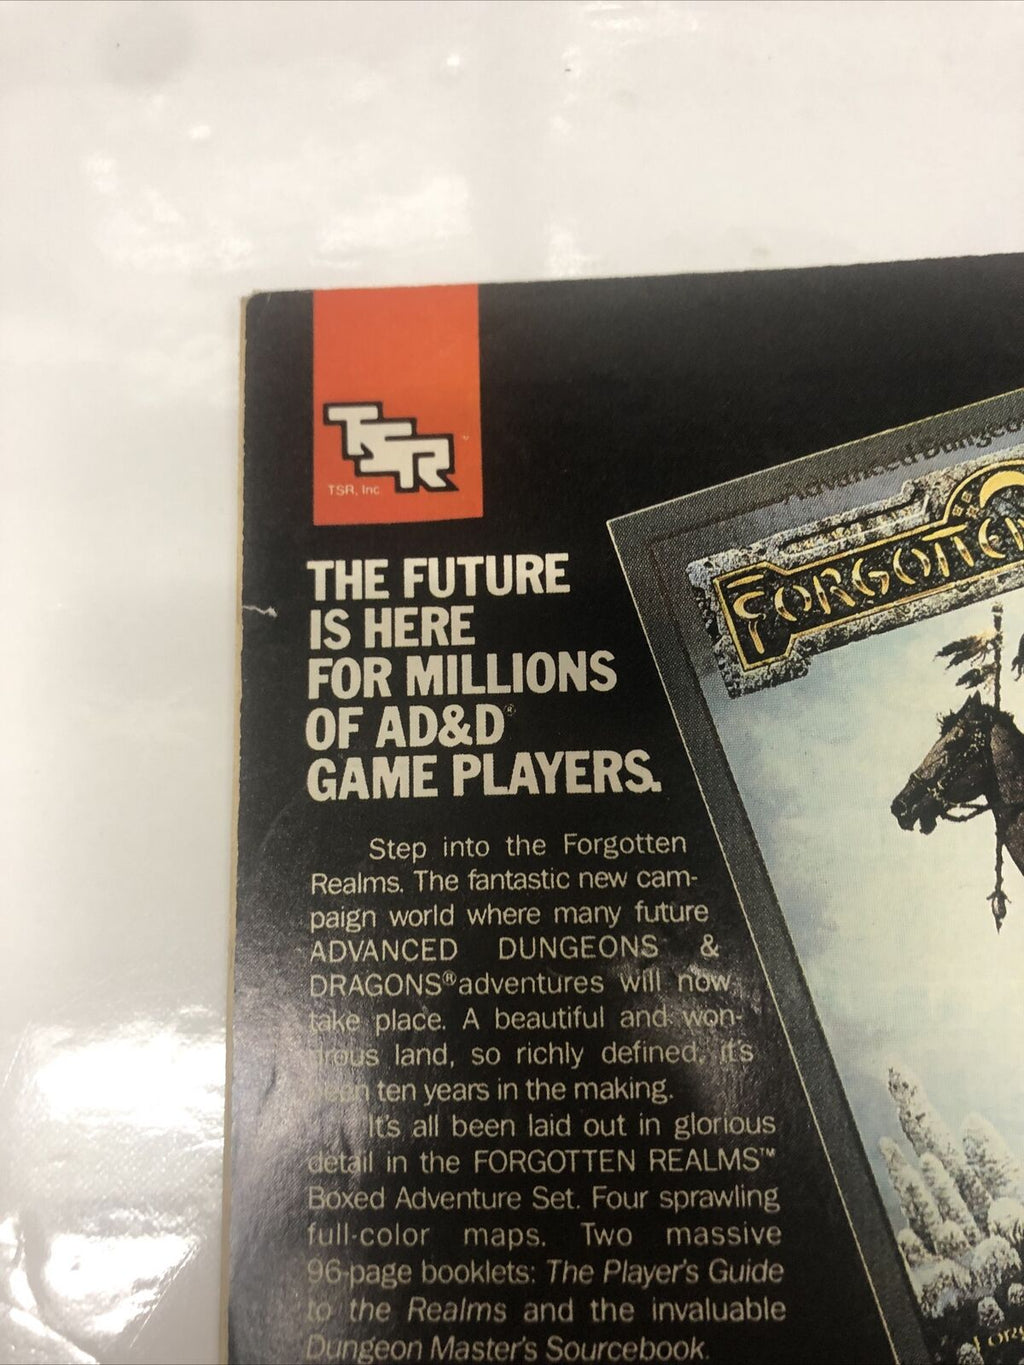 TSR
TSR, Inc.
THE FUTURE
IS HERE
FOR MILLIONS
OF AD&D®
GAME PLAYERS.
Step into the Forgotten
Realms. The fantastic new cam-
paign world where many future
ADVANCED DUNGEONS &
DRAGONS® adventures will now
take place. A beautiful and won-
drous land, so richly defined, it's
been ten years in the making.
It's all been laid out in glorious
detail in the FORGOTTEN REALMS™
Boxed Adventure Set. Four sprawling
full-color maps. Two massive
96-page booklets: The Player's Guide
to the Realms and the invaluable
Dungeon Master's Sourcebook.
Advanced Dungeo
FORGOTTEN